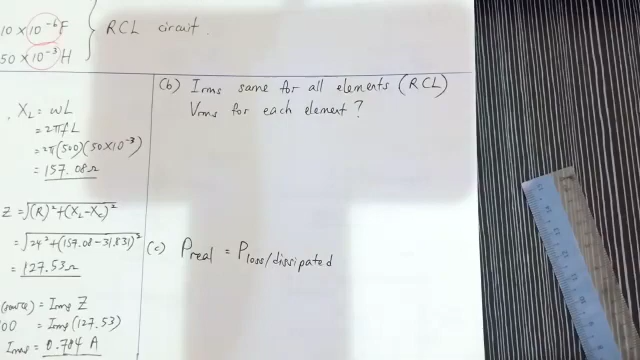 10 × 10⁻⁶ F
50 × 10⁻³ H
} RCL circuit.
X_L = ωL
= 2πfL
= 2π(500)(50×10⁻³)
= 157.08Ω
Z = √(R)² + (X_L - X_C)²
= √24² + (157.08 - 31.831)²
= 127.53Ω
= Irms Z
00 = Irms (127.53)
Irms = 0.784 A
(b) Irms same for all elements (RCL)
Vrms for each element?
(c) P_real = P_loss/dissipated